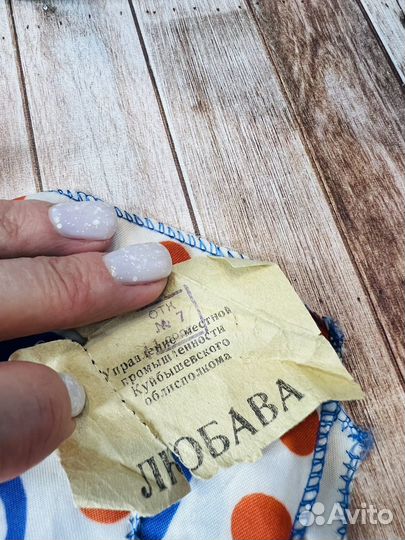 ОТК
№ 7
Управление местной
промышленности
Куйбышевского
облисполкома
ЛЮБАВА
Avito